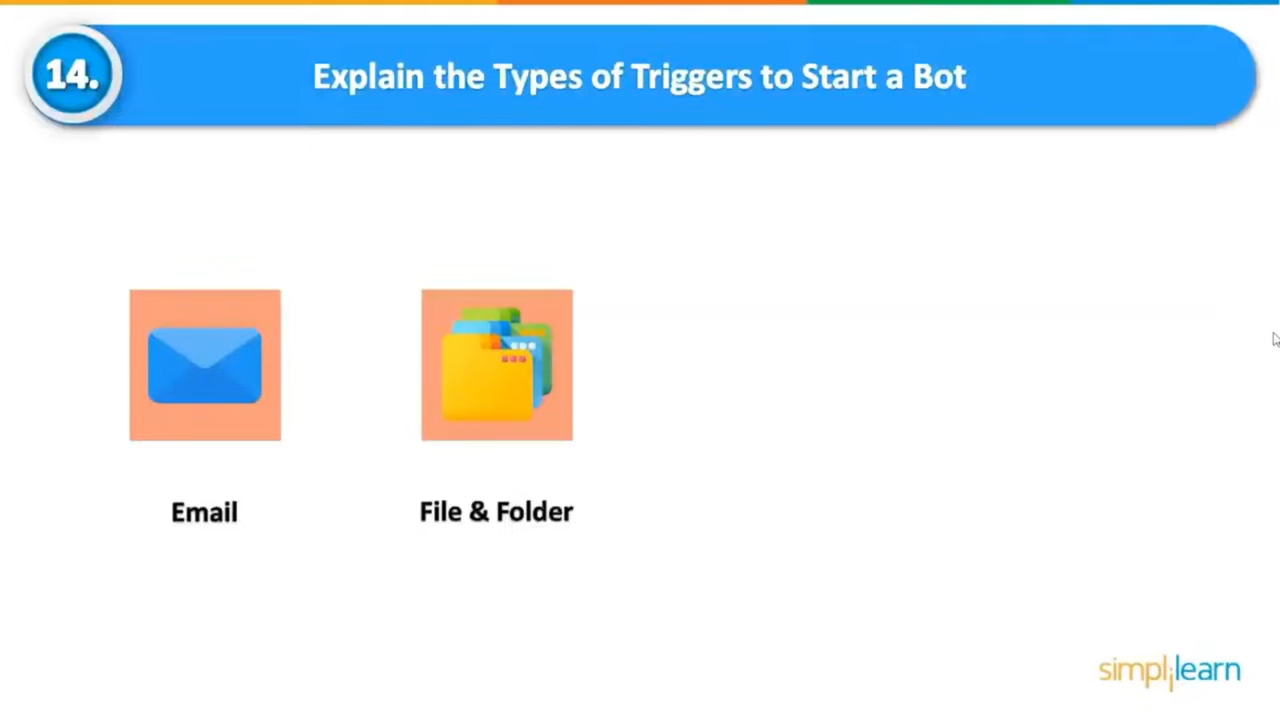 14.
Explain the Types of Triggers to Start a Bot
Email
File & Folder
simplilearn